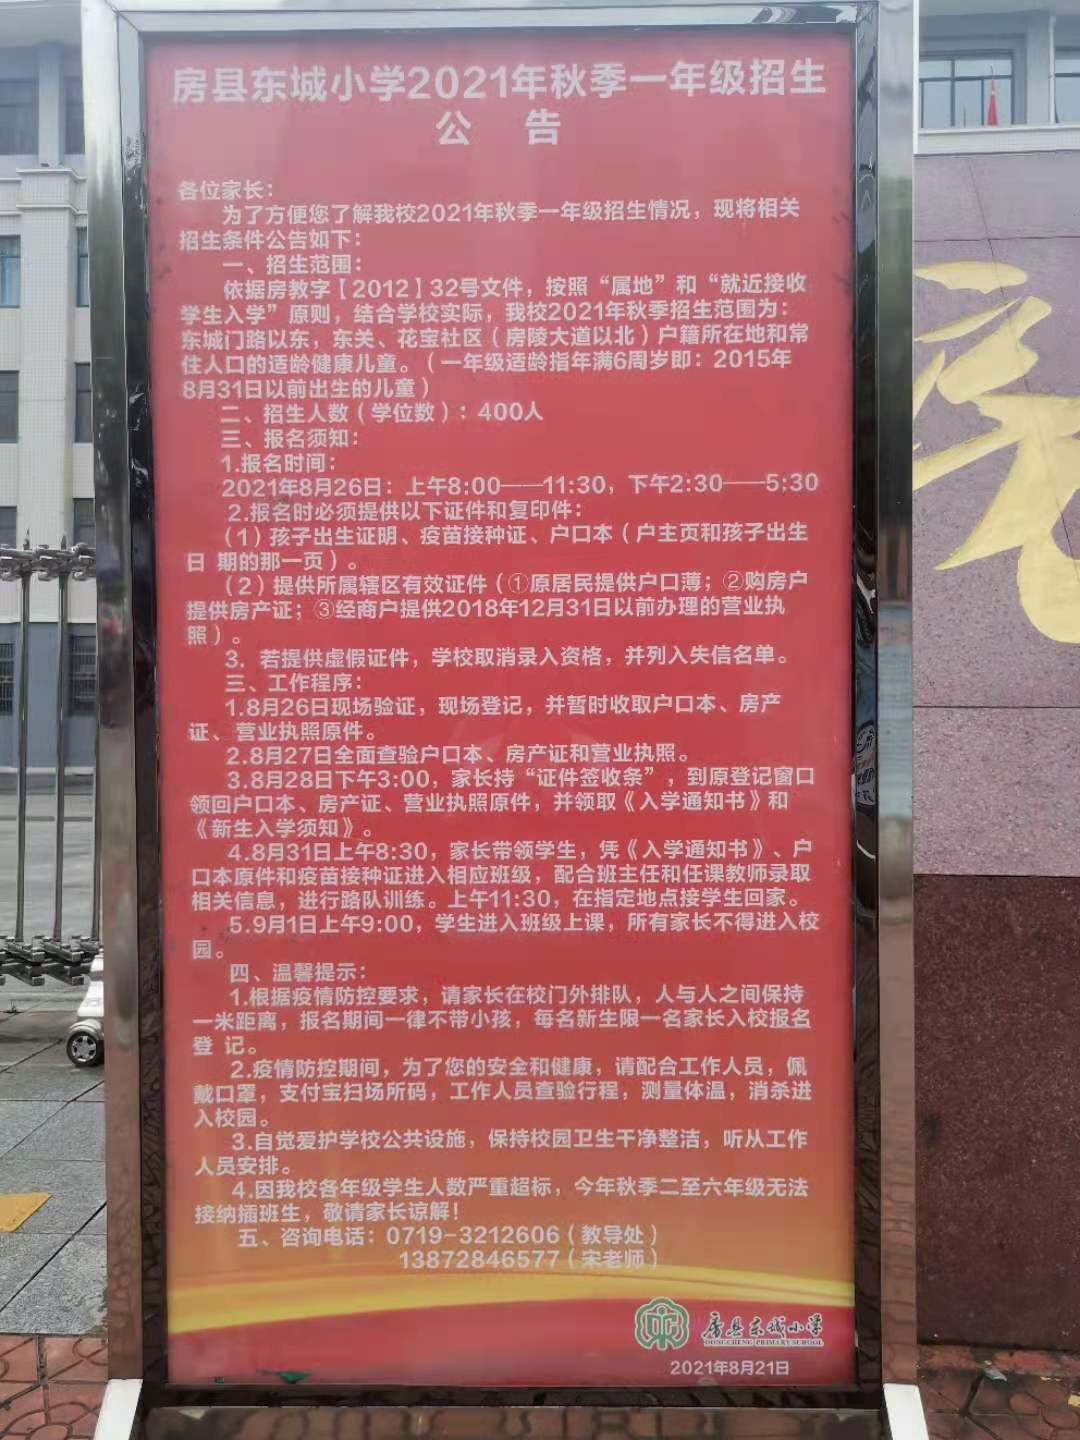 房县东城小学2021年秋季一年级招生
公 告
各位家长：
为了方便您了解我校2021年秋季一年级招生情况，现将相关
招生条件公告如下：
一、招生范围：
依据房教字【2012】32号文件，按照“属地”和“就近接收
学生入学”原则，结合学校实际，我校2021年秋季招生范围为：
东城门路以东，东关、花宝社区（房陵大道以北）户籍所在地和常
住人口的适龄健康儿童。（一年级适龄指年满6周岁即：2015年
8月31日以前出生的儿童）
二、招生人数（学位数）：400人
三、报名须知：
1.报名时间：
2021年8月26日：上午8:00——11:30，下午2:30——5:30
2.报名时必须提供以下证件和复印件：
（1）孩子出生证明、疫苗接种证、户口本（户主页和孩子出生
日 期的那一页）。
（2）提供所属辖区有效证件（①原居民提供户口薄；②购房户
提供房产证；③经商户提供2018年12月31日以前办理的营业执
照）。
3. 若提供虚假证件，学校取消录入资格，并列入失信名单。
三、工作程序：
1.8月26日现场验证，现场登记，并暂时收取户口本、房产
证、营业执照原件。
2.8月27日全面查验户口本、房产证和营业执照。
3.8月28日下午3:00，家长持“证件签收条”，到原登记窗口
领回户口本、房产证、营业执照原件，并领取《入学通知书》和
《新生入学须知》。
4.8月31日上午8:30，家长带领学生，凭《入学通知书》、户
口本原件和疫苗接种证进入相应班级，配合班主任和任课教师录取
相关信息，进行路队训练。上午11:30，在指定地点接学生回家。
5.9月1日上午9:00，学生进入班级上课，所有家长不得进入校
园。
四、温馨提示：
1.根据疫情防控要求，请家长在校门外排队，人与人之间保持
一米距离，报名期间一律不带小孩，每名新生限一名家长入校报名
登 记。
2.疫情防控期间，为了您的安全和健康，请配合工作人员，佩
戴口罩，支付宝扫场所码，工作人员查验行程，测量体温，消杀进
入校园。
3.自觉爱护学校公共设施，保持校园卫生干净整洁，听从工作
人员安排。
4.因我校各年级学生人数严重超标，今年秋季二至六年级无法
接纳插班生，敬请家长谅解！
五、咨询电话：0719-3212606（教导处）
13872846577（宋老师）
房县东城小学
DONGCHENG PRIMARY SCHOOL
2021年8月21日